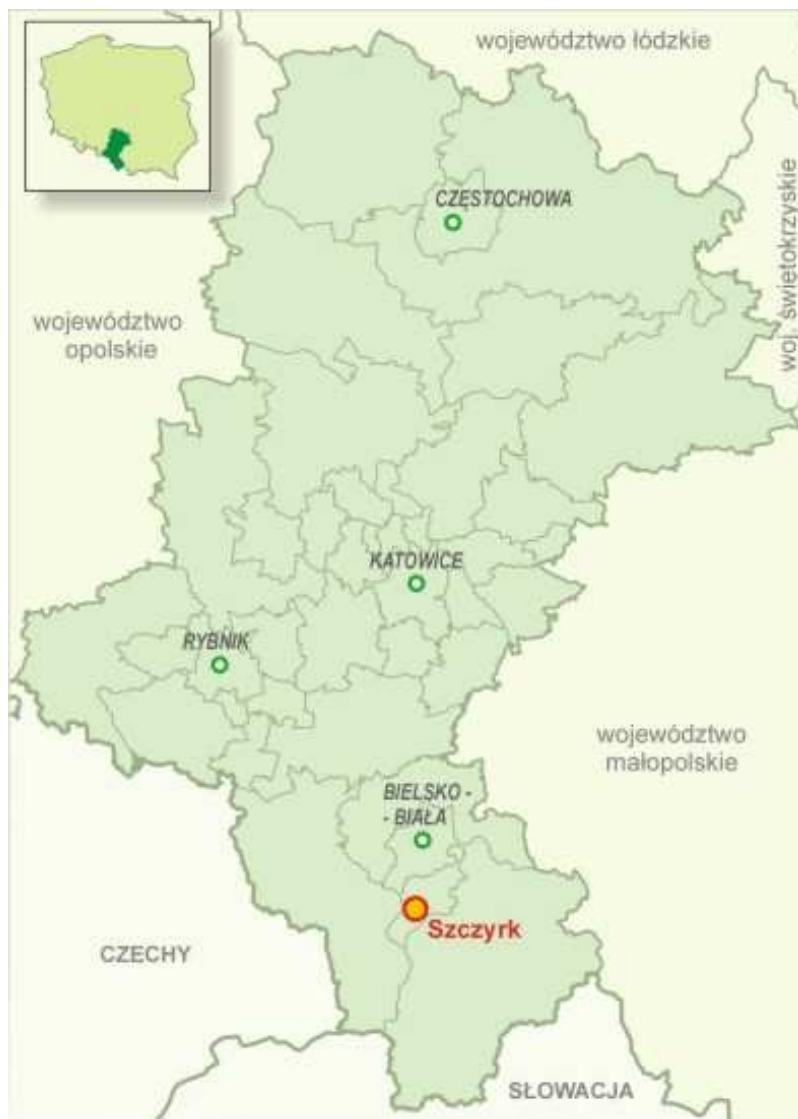 województwo łódzkie
CZĘSTOCHOWA
woj. świętokrzyskie
województwo
opolskie
KATOWICE
RYBNIK
województwo
małopolskie
BIELSKO -
- BIAŁA
Szczyrk
CZECHY
SŁOWACJA